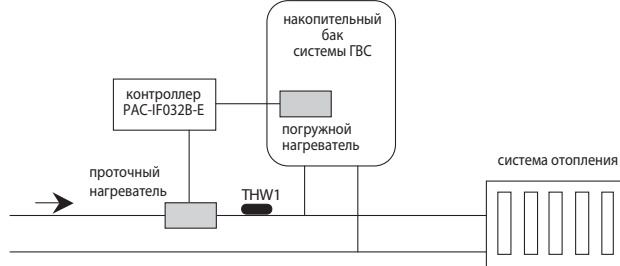 накопительный
бак
системы ГВС
контроллер
PAC-IF032B-E
погружной
нагреватель
проточный
нагреватель
THW1
система отопления